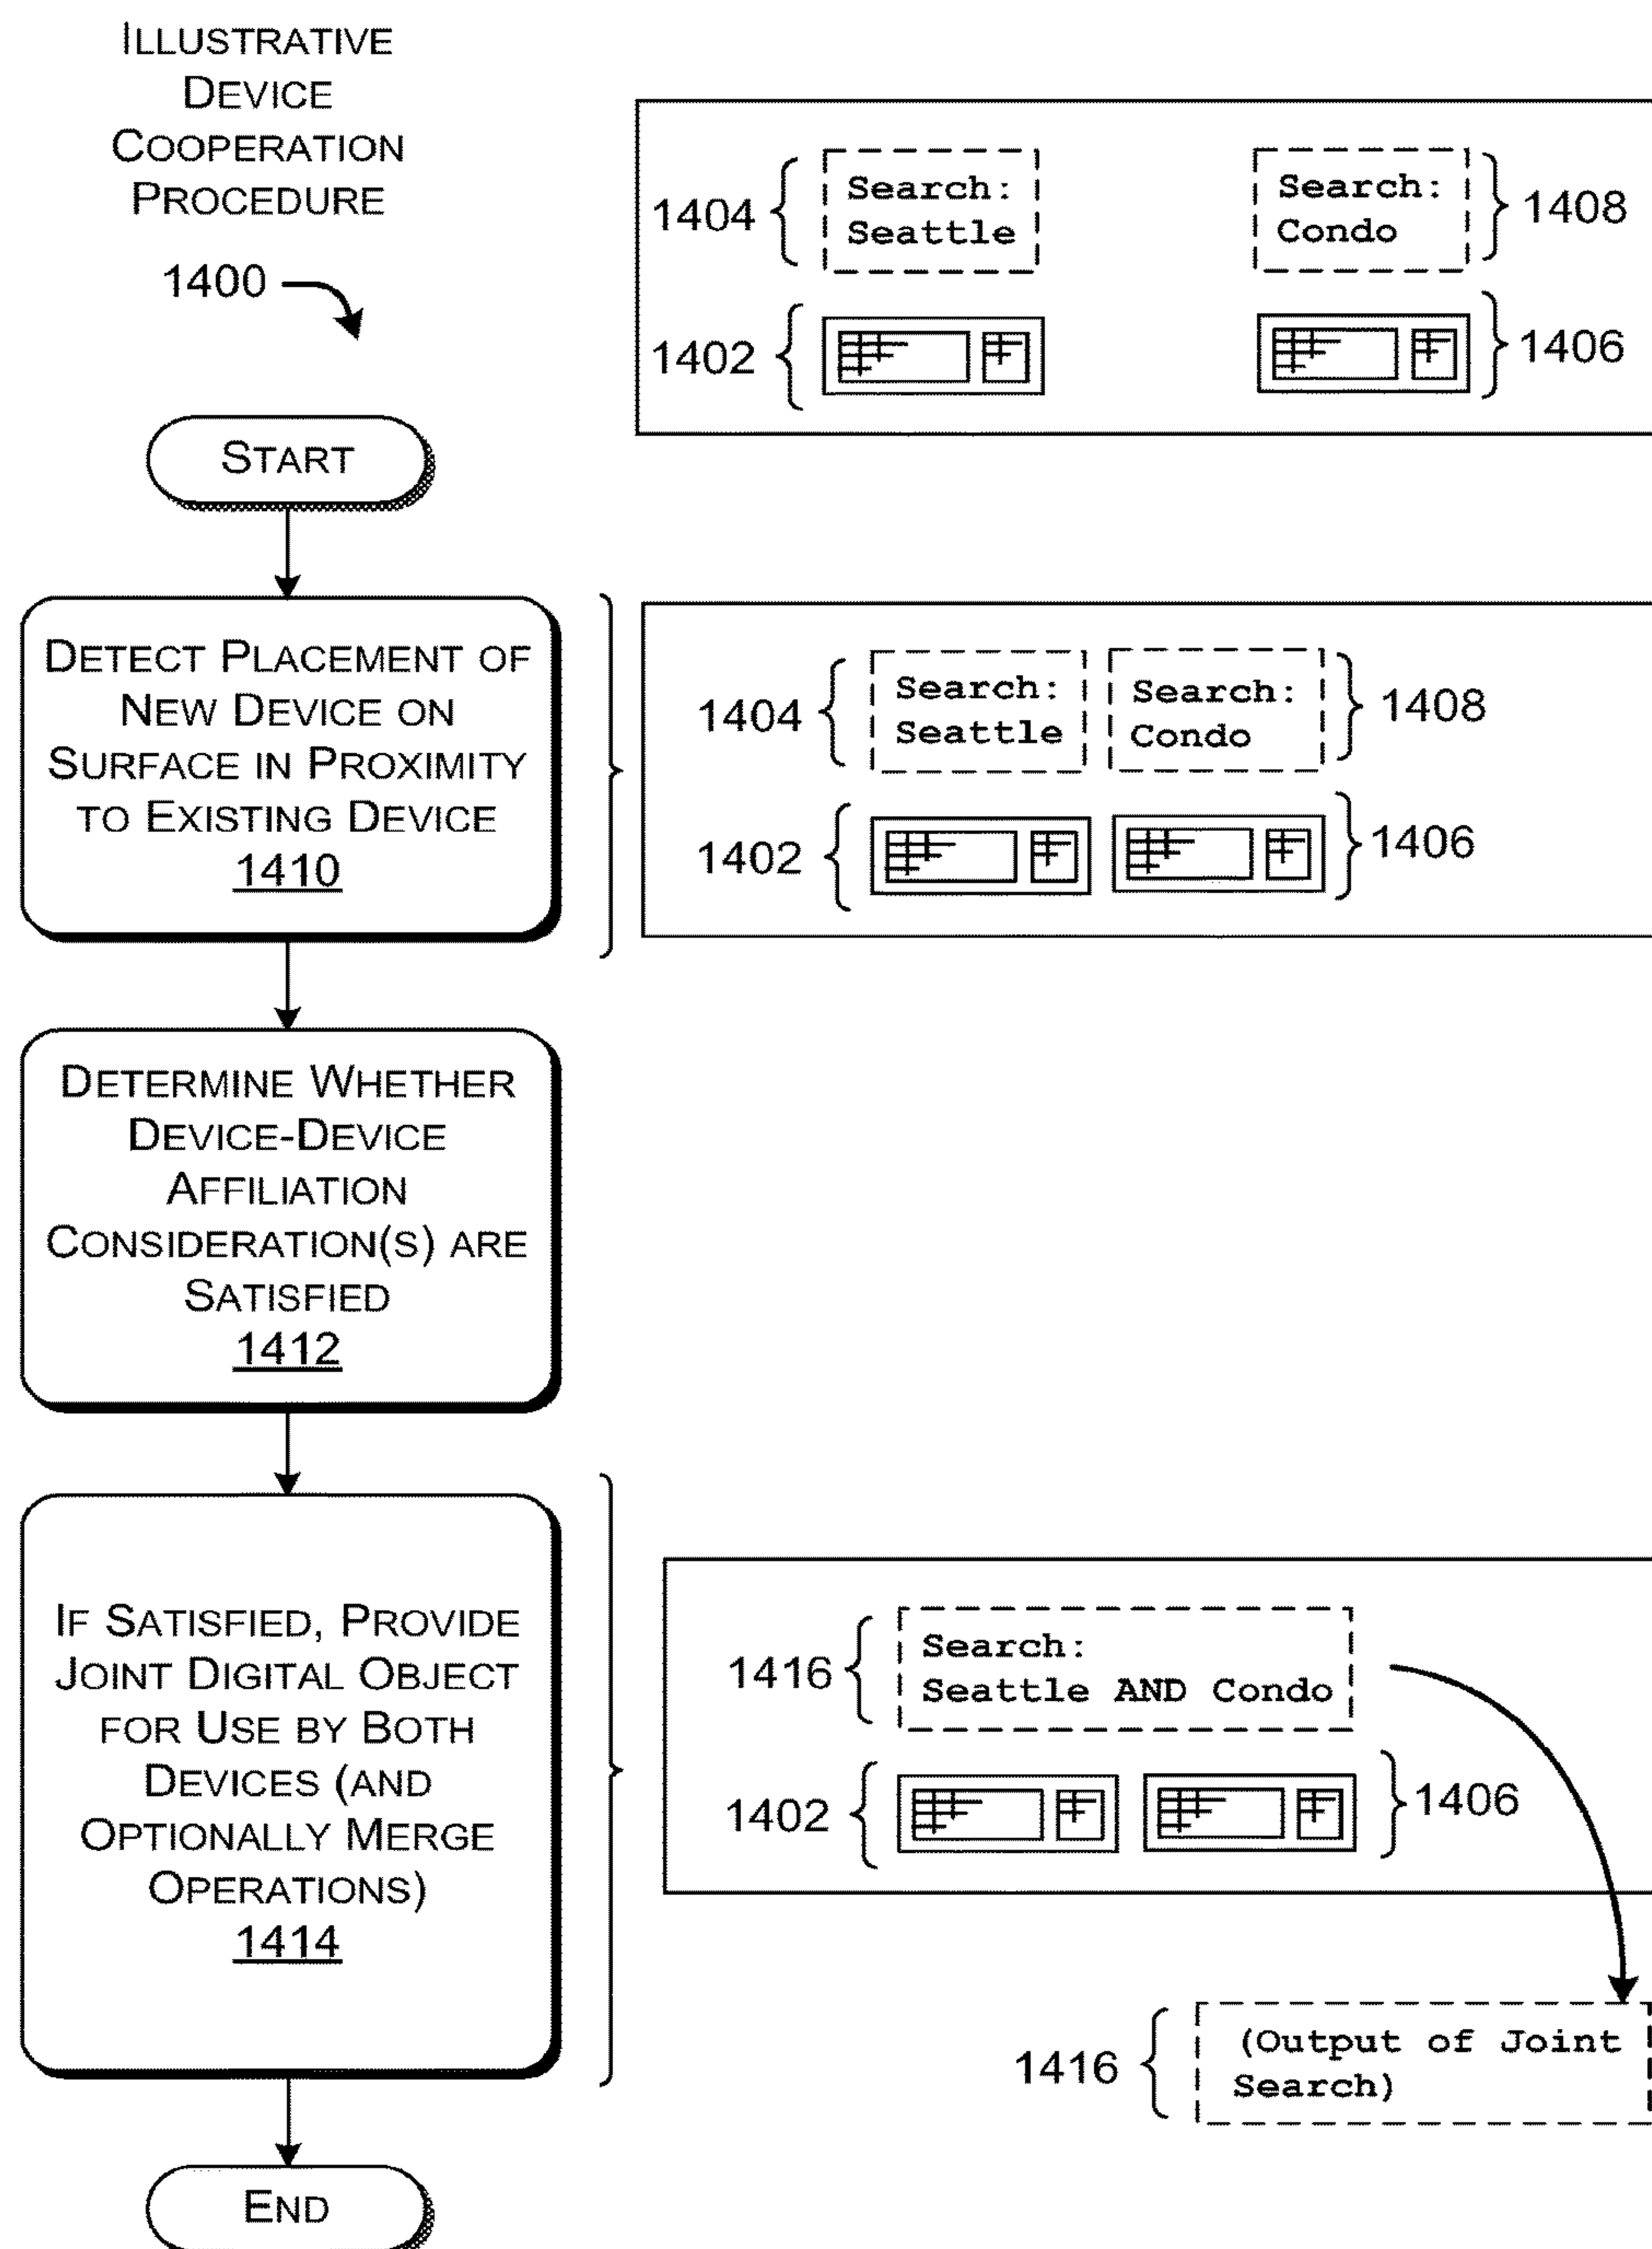 ILLUSTRATIVE
DEVICE
COOPERATION
PROCEDURE
1400
1404
Search:
Seattle
Search:
Condo
1408
1402
1406
START
DETECT PLACEMENT OF
NEW DEVICE ON
SURFACE IN PROXIMITY
TO EXISTING DEVICE
1410
1404
Search:
Seattle
Search:
Condo
1408
1402
1406
DETERMINE WHETHER
DEVICE-DEVICE
AFFILIATION
CONSIDERATION(S) ARE
SATISFIED
1412
IF SATISFIED, PROVIDE
JOINT DIGITAL OBJECT
FOR USE BY BOTH
DEVICES (AND
OPTIONALLY MERGE
OPERATIONS)
1414
1416
Search:
Seattle AND Condo
1402
1406
1416
(Output of Joint
Search)
END